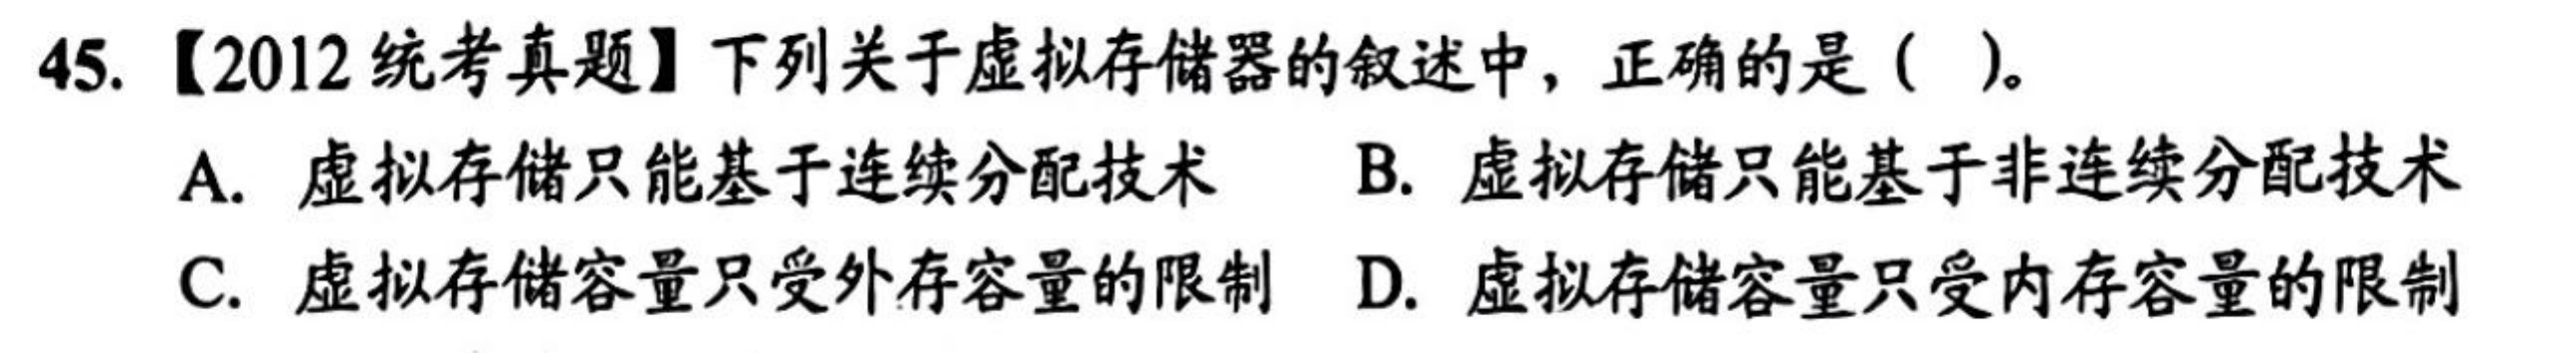 45.【2012 统考真题】下列关于虚拟存储器的叙述中，正确的是（ ）。
A. 虚拟存储只能基于连续分配技术 B. 虚拟存储只能基于非连续分配技术
C. 虚拟存储容量只受外存容量的限制 D. 虚拟存储容量只受内存容量的限制